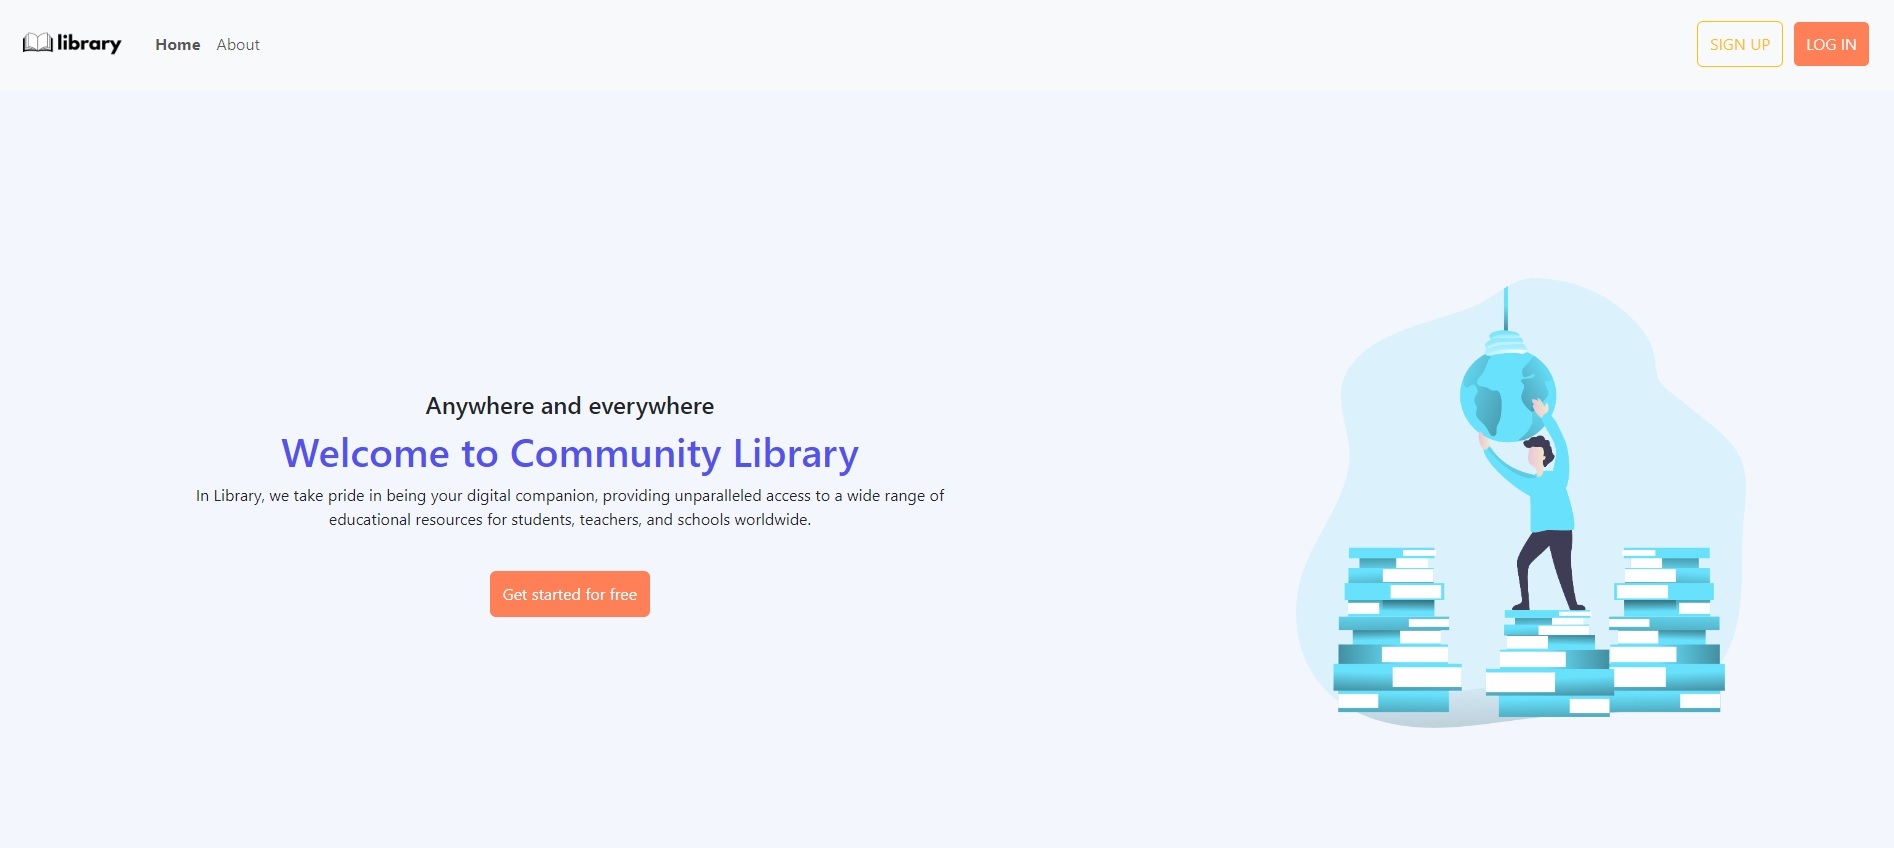 library
Home
About
SIGN UP
LOG IN
Anywhere and everywhere
Welcome to Community Library
In Library, we take pride in being your digital companion, providing unparalleled access to a wide range of
educational resources for students, teachers, and schools worldwide.
Get started for free